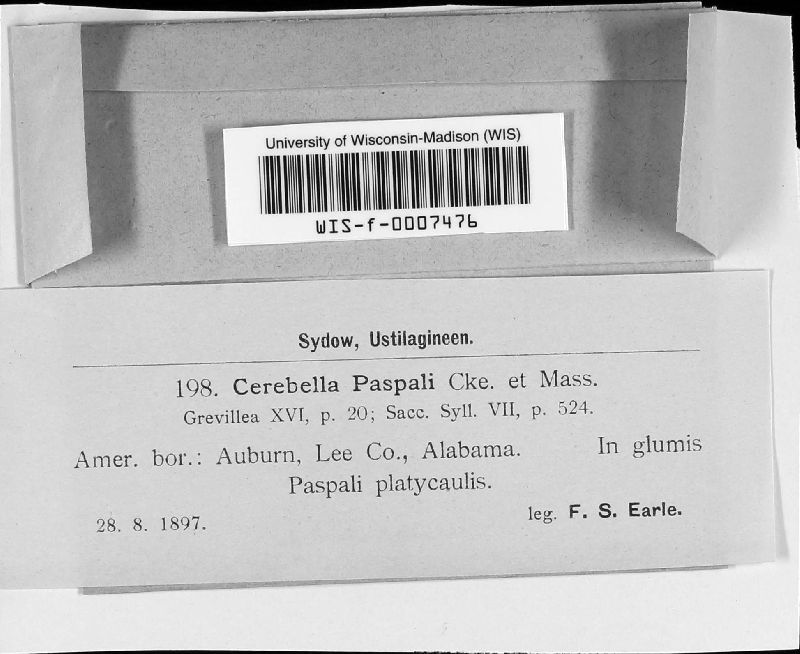 University of Wisconsin-Madison (WIS)
WIS-f-0007476
Sydow, Ustilagineen.
198. Cerebella Paspali Cke. et Mass.
Grevillea XVI, p. 20; Sacc. Syll. VII, p. 524.
Amer. bor.: Auburn, Lee Co., Alabama. In glumis
Paspali platycaulis.
28. 8. 1897. leg. F. S. Earle.